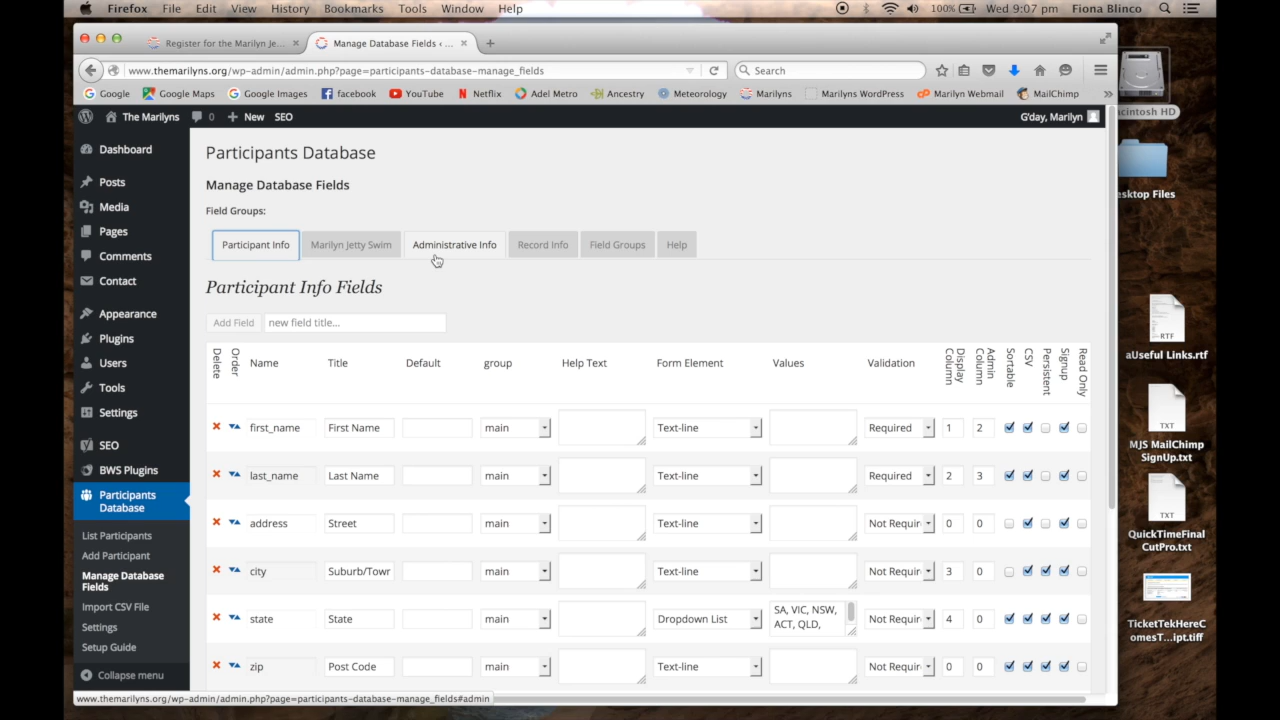 Firefox File Edit View History Bookmarks Tools Window Help 100% Wed 9:07 pm Fiona Blinco
Register for the Marilyn Je... × Manage Database Fields ‹ ... × +
www.themarilyns.org/wp-admin/admin.php?page=participants-database-manage_fields Search
Google Google Maps Google Images facebook YouTube Netflix Adel Metro Ancestry Meteorology Marilyns Marilyns WordPress Marilyn Webmail MailChimp »
The Marilyns 0 + New SEO G'day, Marilyn
Dashboard
Posts
Media
Pages
Comments
Contact
Appearance
Plugins
Users
Tools
Settings
SEO
BWS Plugins
Participants
Database
List Participants
Add Participant
Manage Database
Fields
Import CSV File
Settings
Setup Guide
Collapse menu
Participants Database
Manage Database Fields
Field Groups:
Participant Info Marilyn Jetty Swim Administrative Info Record Info Field Groups Help
Participant Info Fields
Add Field new field title...
Delete Order Name Title Default group Help Text Form Element Values Validation Display Column Admin Column Sortable CSV Persistent Signup Read Only
first_name First Name main Text-line Required 1 2
last_name Last Name main Text-line Required 2 3
address Street main Text-line Not Requir 0 0
city Suburb/Towr main Text-line Not Requir 3 0
state State main Dropdown List SA, VIC, NSW, Not Requir 4 0
ACT, QLD,
zip Post Code main Text-line Not Requir 0 0
www.themarilyns.org/wp-admin/admin.php?page=participants-database-manage_fields#admin
cintosh HD
sktop Files
RTF
aUseful Links.rtf
TXT
MJS MailChimp
SignUp.txt
TXT
QuickTimeFinal
CutPro.txt
TicketTekHereC
omesT...ipt.tiff